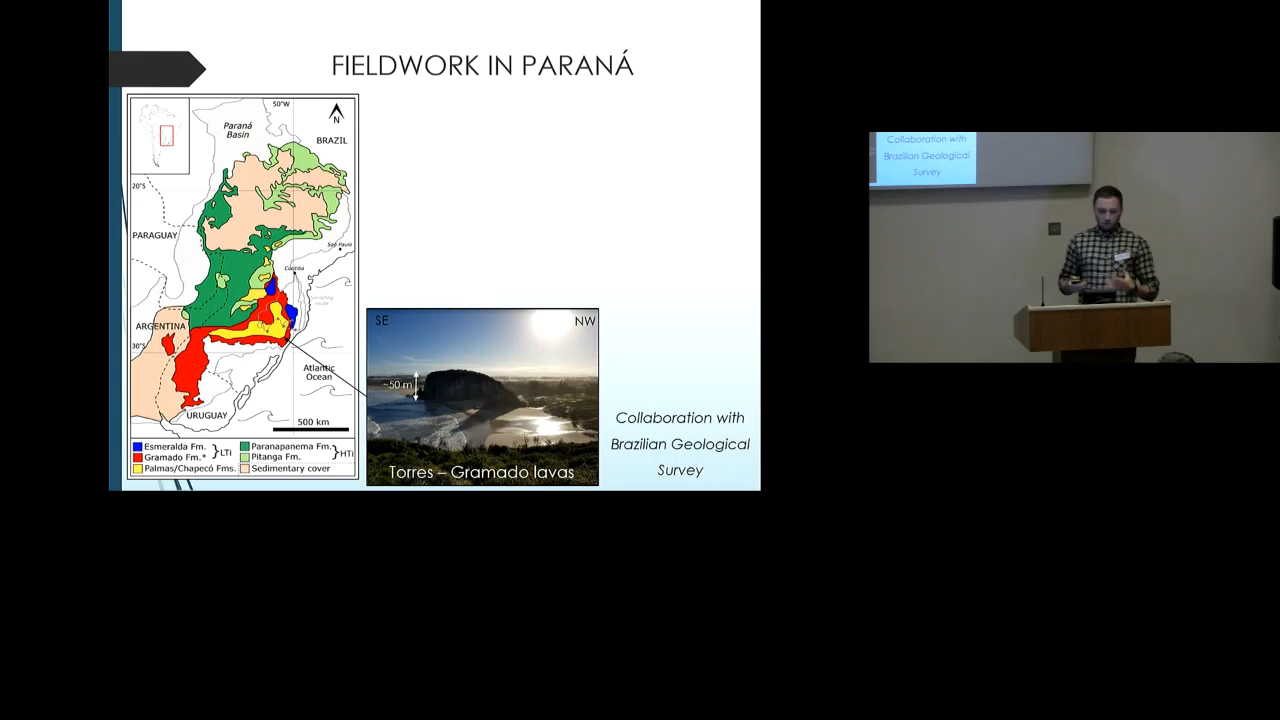 FIELDWORK IN PARANÁ
50°W
N
Paraná
Basin
BRAZIL
20°S
PARAGUAY
São Paulo
Curitiba
ARGENTINA
30°S
Atlantic
Ocean
URUGUAY
500 km
Esmeralda Fm.
Gramado Fm.*
}LTi
Palmas/Chapecó Fms.
Paranapanema Fm.
Pitanga Fm.
}HTi
Sedimentary cover
SE
NW
~50 m
Torres – Gramado lavas
Collaboration with
Brazilian Geological
Survey
Collaboration with
Brazilian Geological
Survey